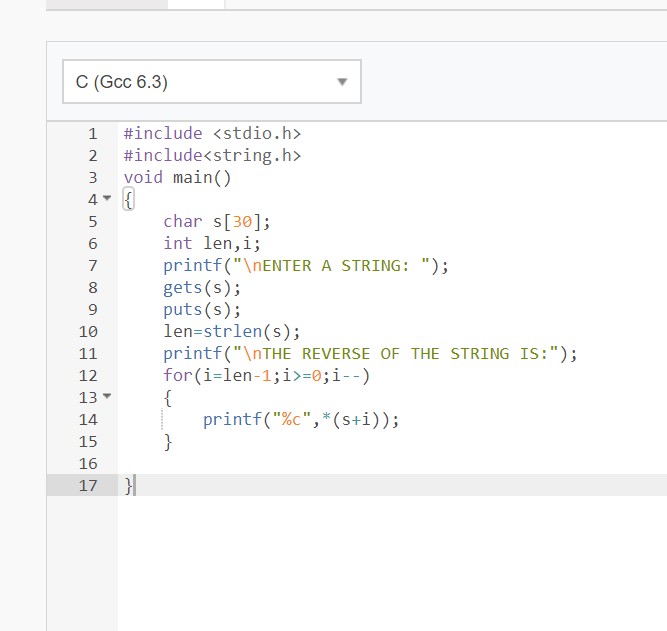 C (Gcc 6.3)
1 #include <stdio.h>
2 #include<string.h>
3 void main()
4 {
5     char s[30];
6     int len,i;
7     printf("\nENTER A STRING: ");
8     gets(s);
9     puts(s);
10     len=strlen(s);
11     printf("\nTHE REVERSE OF THE STRING IS:");
12     for(i=len-1;i>=0;i--)
13     {
14         printf("%c",*(s+i));
15     }
16
17 }